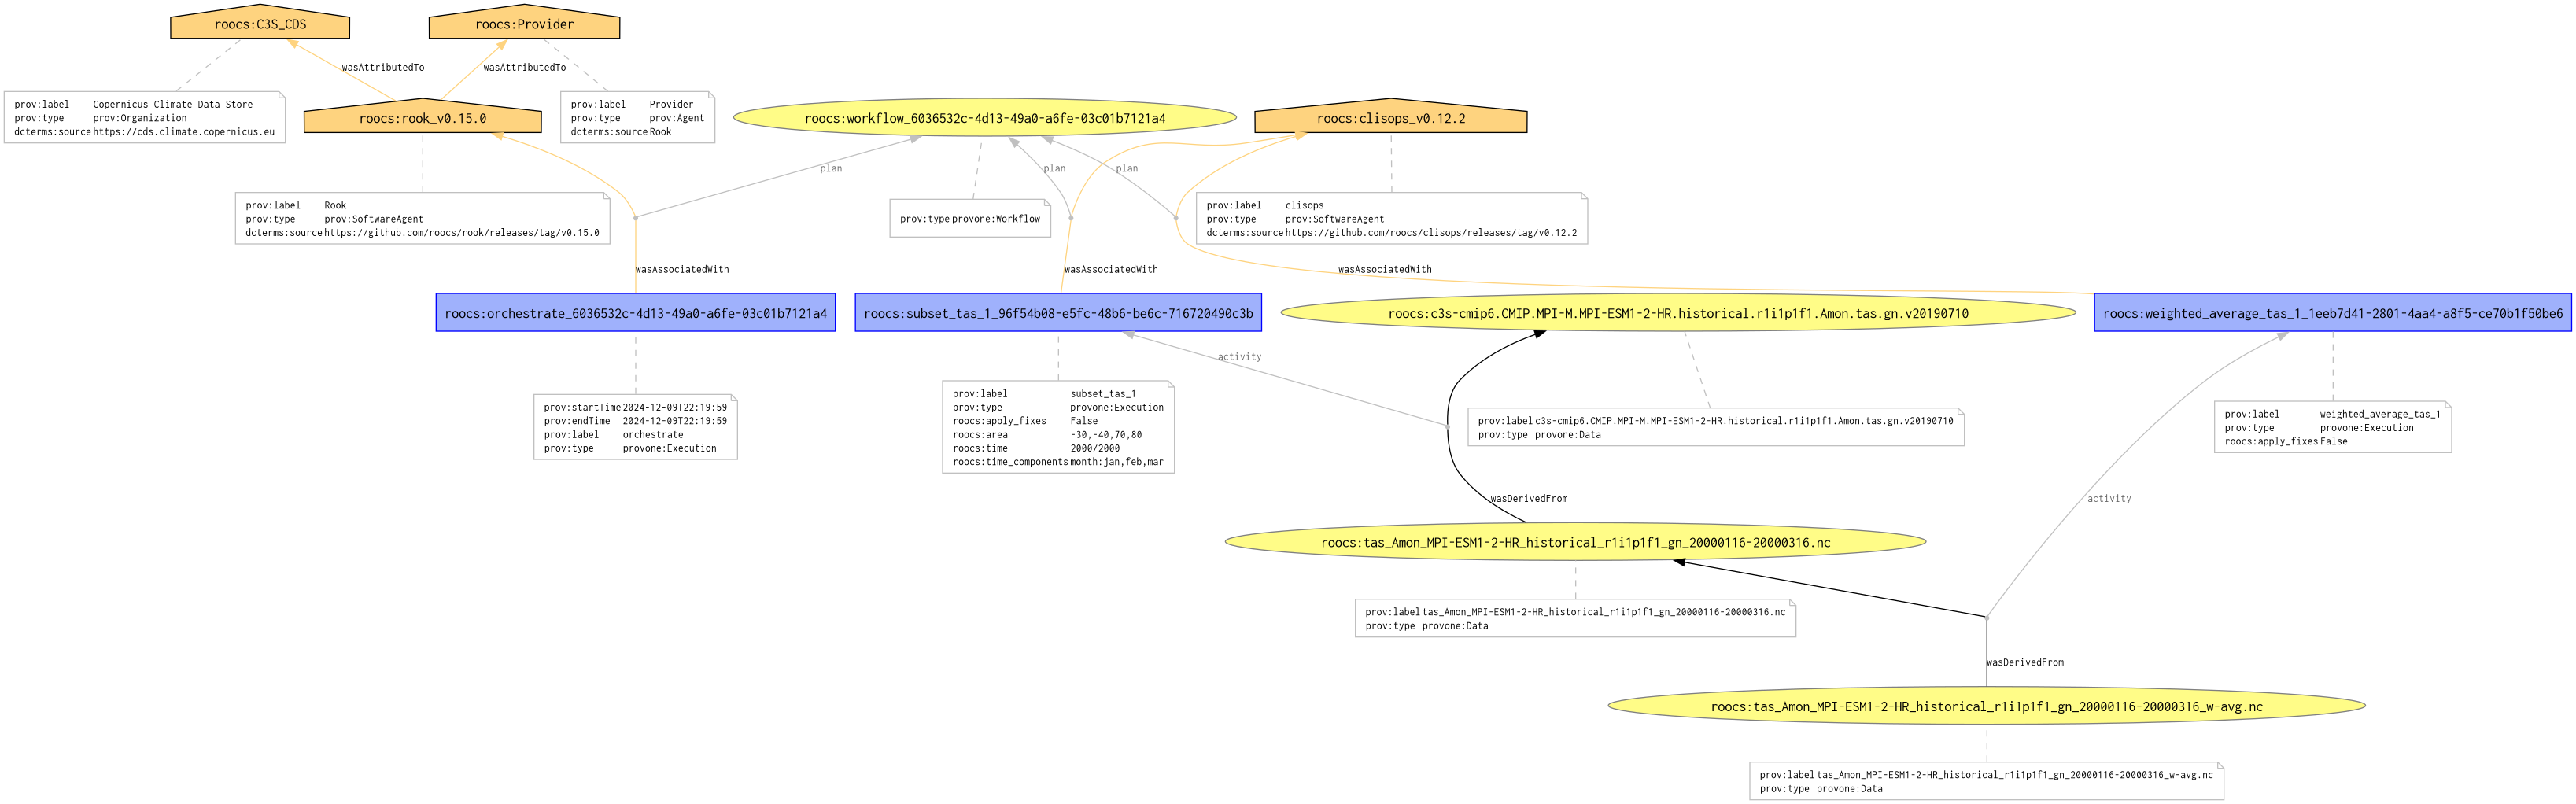 roocs:C3S_CDS
roocs:Provider
wasAttributedTo
wasAttributedTo
prov:label Copernicus Climate Data Store
prov:type prov:Organization
dcterms:source https://cds.climate.copernicus.eu
roocs:rook_v0.15.0
prov:label Provider
prov:type prov:Agent
dcterms:source Rook
roocs:workflow_6036532c-4d13-49a0-a6fe-03c01b7121a4
roocs:clisops_v0.12.2
plan
plan
plan
prov:label Rook
prov:type prov:SoftwareAgent
dcterms:source https://github.com/roocs/rook/releases/tag/v0.15.0
prov:type provone:Workflow
prov:label clisops
prov:type prov:SoftwareAgent
dcterms:source https://github.com/roocs/clisops/releases/tag/v0.12.2
wasAssociatedWith
wasAssociatedWith
wasAssociatedWith
roocs:orchestrate_6036532c-4d13-49a0-a6fe-03c01b7121a4
roocs:subset_tas_1_96f54b08-e5fc-48b6-be6c-716720490c3b
roocs:c3s-cmip6.CMIP.MPI-M.MPI-ESM1-2-HR.historical.r1i1p1f1.Amon.tas.gn.v20190710
roocs:weighted_average_tas_1_1eeb7d41-2801-4aa4-a8f5-ce70b1f50be6
activity
prov:startTime 2024-12-09T22:19:59
prov:endTime 2024-12-09T22:19:59
prov:label orchestrate
prov:type provone:Execution
prov:label subset_tas_1
prov:type provone:Execution
roocs:apply_fixes False
roocs:area -30,-40,70,80
roocs:time 2000/2000
roocs:time_components month:jan,feb,mar
prov:label c3s-cmip6.CMIP.MPI-M.MPI-ESM1-2-HR.historical.r1i1p1f1.Amon.tas.gn.v20190710
prov:type provone:Data
prov:label weighted_average_tas_1
prov:type provone:Execution
roocs:apply_fixes False
wasDerivedFrom
activity
roocs:tas_Amon_MPI-ESM1-2-HR_historical_r1i1p1f1_gn_20000116-20000316.nc
prov:label tas_Amon_MPI-ESM1-2-HR_historical_r1i1p1f1_gn_20000116-20000316.nc
prov:type provone:Data
wasDerivedFrom
roocs:tas_Amon_MPI-ESM1-2-HR_historical_r1i1p1f1_gn_20000116-20000316_w-avg.nc
prov:label tas_Amon_MPI-ESM1-2-HR_historical_r1i1p1f1_gn_20000116-20000316_w-avg.nc
prov:type provone:Data